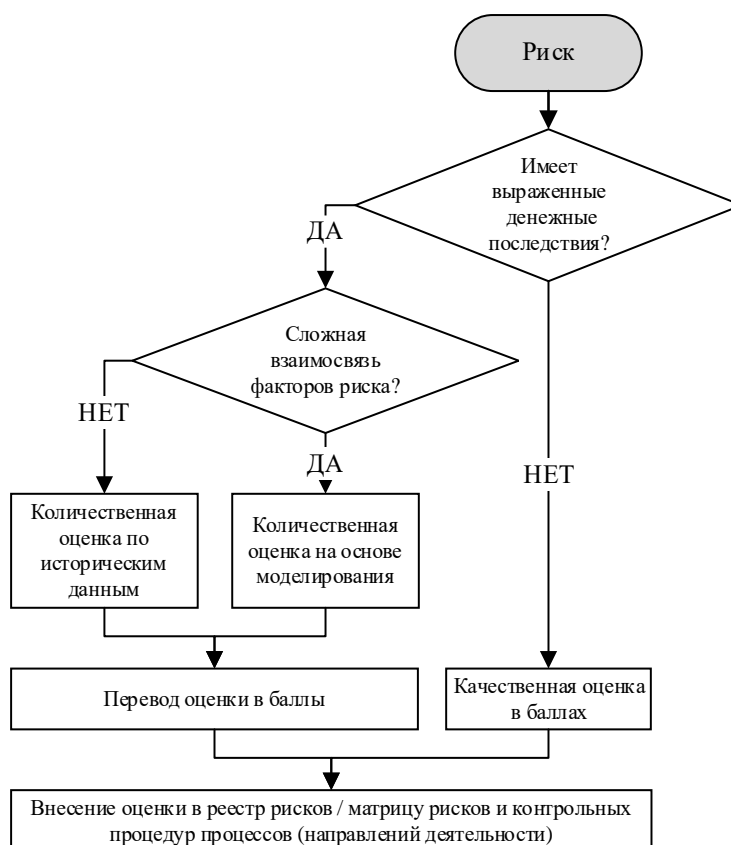 Риск
Имеет
выраженные
денежные
последствия?
ДА
Сложная
взаимосвязь
факторов риска?
НЕТ
ДА
НЕТ
Количественная
оценка по
историческим
данным
Количественная
оценка на основе
моделирования
Перевод оценки в баллы
Качественная оценка
в баллах
Внесение оценки в реестр рисков / матрицу рисков и контрольных
процедур процессов (направлений деятельности)